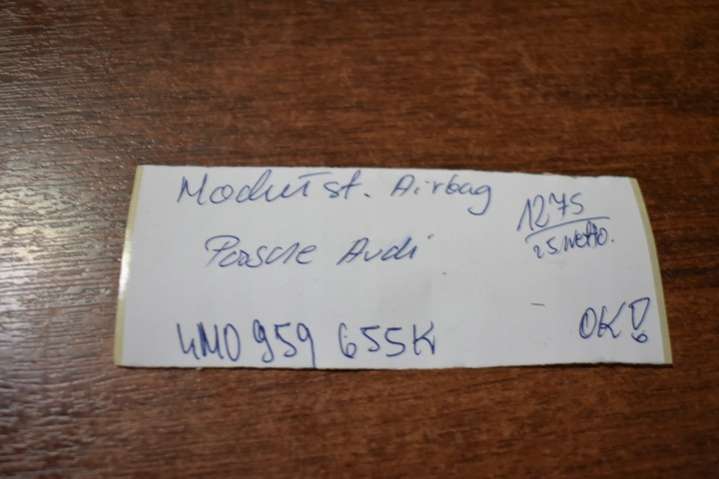 Moduł st. Airbag
1275
25 netto.
Porsche Audi
4M0 959 655K
OK!